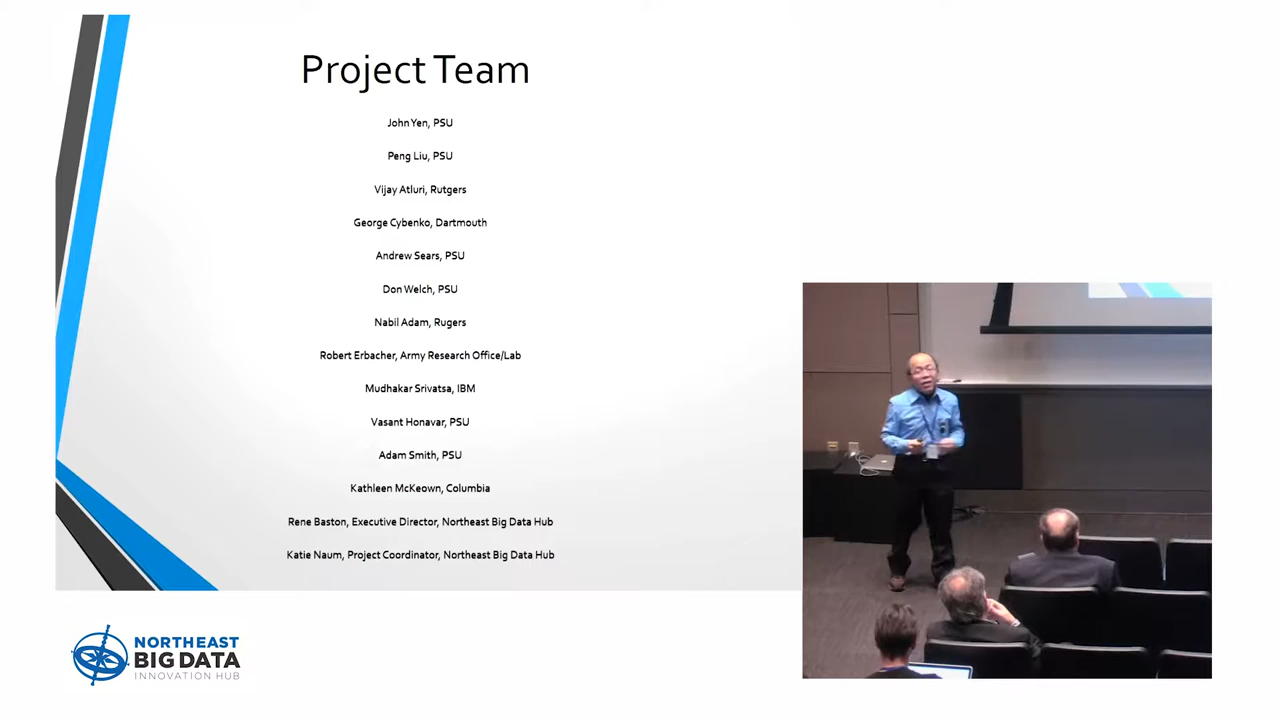 Project Team
John Yen, PSU
Peng Liu, PSU
Vijay Atluri, Rutgers
George Cybenko, Dartmouth
Andrew Sears, PSU
Don Welch, PSU
Nabil Adam, Rugers
Robert Erbacher, Army Research Office/Lab
Mudhakar Srivatsa, IBM
Vasant Honavar, PSU
Adam Smith, PSU
Kathleen McKeown, Columbia
Rene Baston, Executive Director, Northeast Big Data Hub
Katie Naum, Project Coordinator, Northeast Big Data Hub
NORTHEAST
BIG DATA
INNOVATION HUB